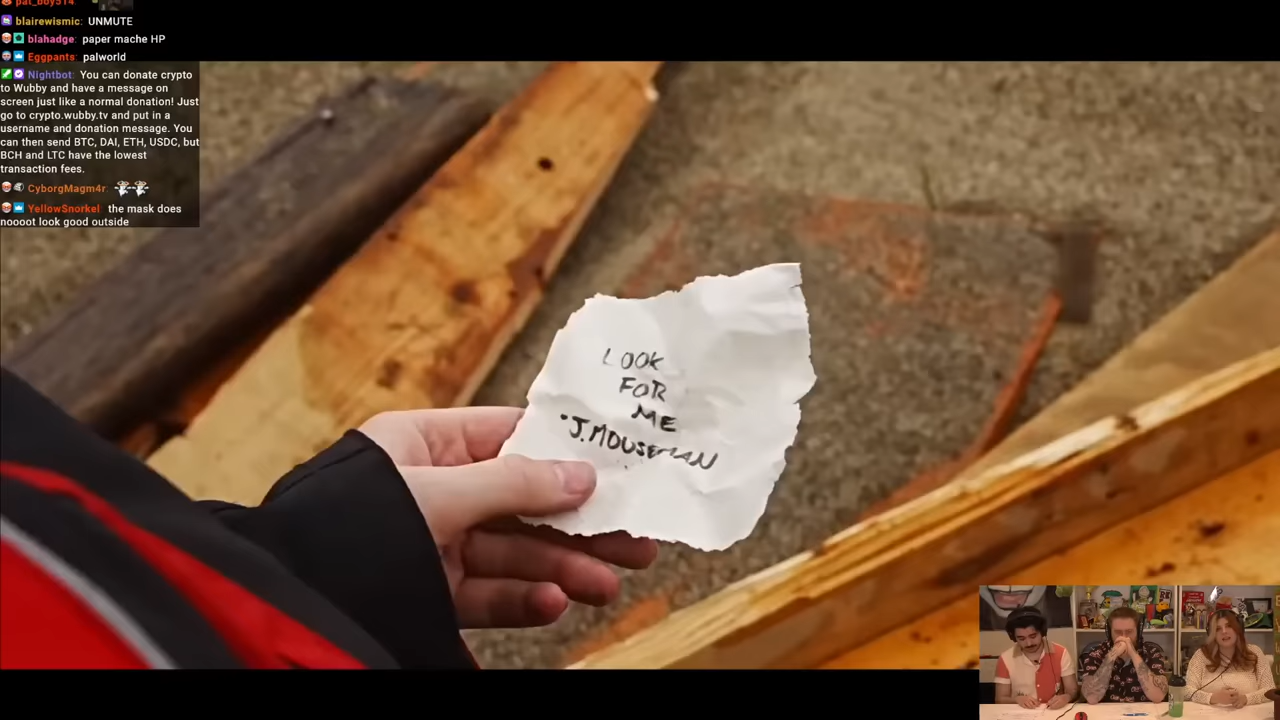 pat_boy514
blairewismic: UNMUTE
blahadge: paper mache HP
Eggpants: palworld
Nightbot: You can donate crypto
to Wubby and have a message on
screen just like a normal donation! Just
go to crypto.wubby.tv and put in a
username and donation message. You
can then send BTC, DAI, ETH, USDC, but
BCH and LTC have the lowest
transaction fees.
CyborgMagm4r:
YellowSnorkel: the mask does
noooot look good outside
LOOK
FOR
ME
·J.MOUSEMAN